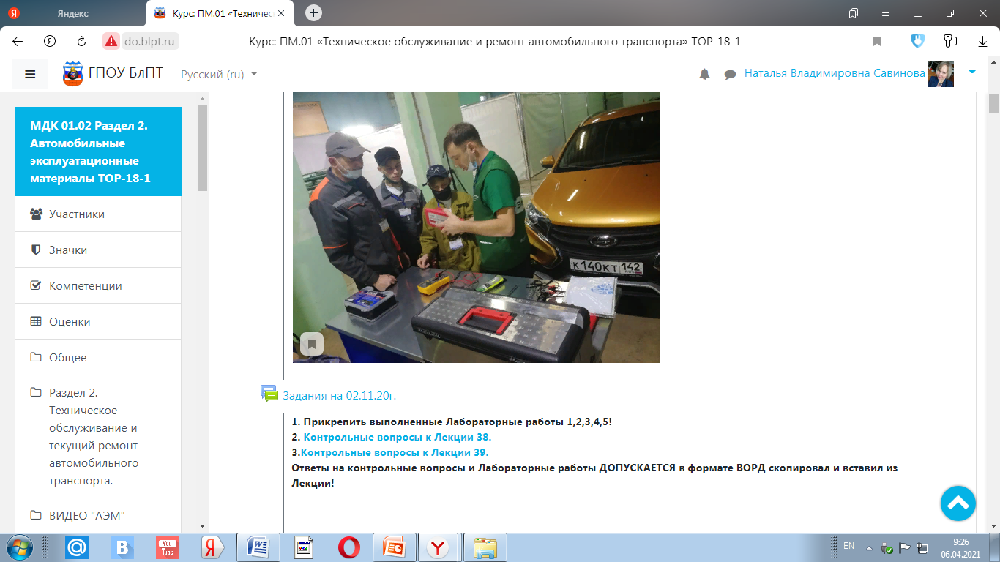 Яндекс
Курс: ПМ.01 «Техничес
do.blpt.ru
Курс: ПМ.01 «Техническое обслуживание и ремонт автомобильного транспорта» ТОР-18-1
ГПОУ БлПТ
Русский (ru)
Наталья Владимировна Савинова
МДК 01.02 Раздел 2.
Автомобильные
эксплуатационные
материалы ТОР-18-1
Участники
Значки
Компетенции
Оценки
Общее
Раздел 2.
Техническое
обслуживание и
текущий ремонт
автомобильного
транспорта.
ВИДЕО "АЭМ"
К140КТ 142
Задания на 02.11.20г.
1. Прикрепить выполненные Лабораторные работы 1,2,3,4,5!
2. Контрольные вопросы к Лекции 38.
3.Контрольные вопросы к Лекции 39.
Ответы на контрольные вопросы и Лабораторные работы ДОПУСКАЕТСЯ в формате ВОРД скопировал и вставил из
Лекции!
You
Tube
EN
9:26
06.04.2021